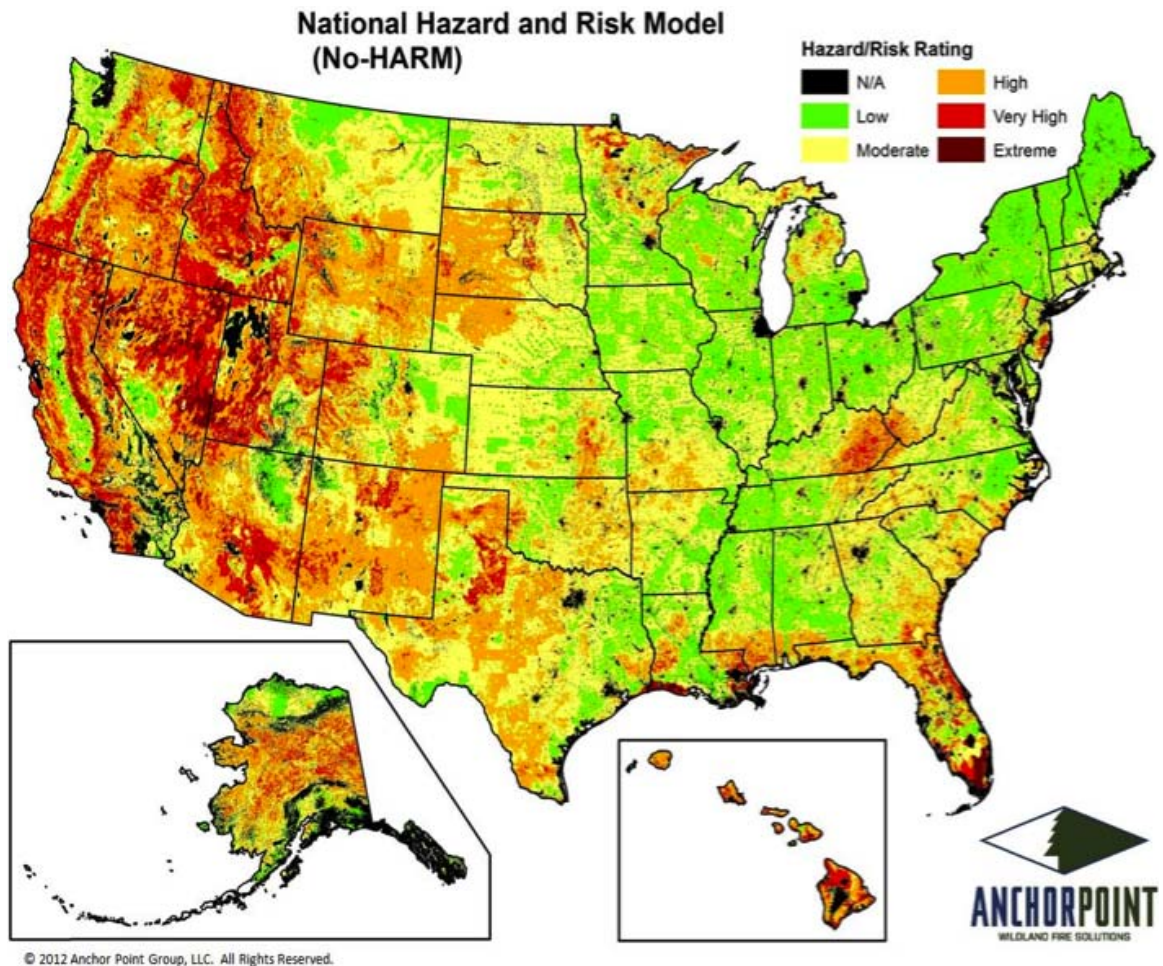 National Hazard and Risk Model
(No-HARM)
Hazard/Risk Rating
N/A
High
Low
Very High
Moderate
Extreme
ANCHORPOINT
WILDLAND FIRE SOLUTIONS
© 2012 Anchor Point Group, LLC. All Rights Reserved.